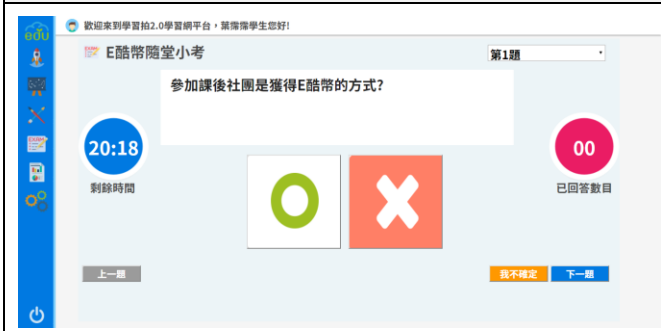 edu
歡迎來到學習拍2.0學習網平台，葉霈霈學生您好!
E酷幣隨堂小考
第1題
參加課後社團是獲得E酷幣的方式?
20:18
剩餘時間
00
已回答數目
上一題
我不確定
下一題